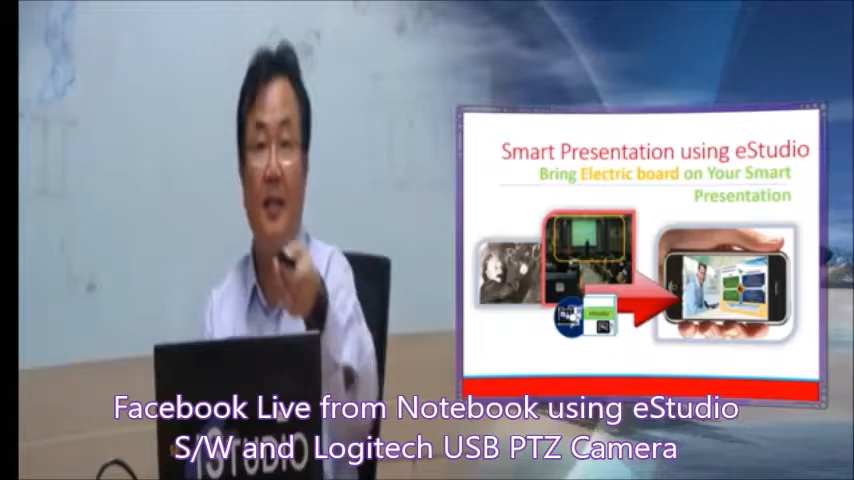 Smart Presentation using eStudio
Bring Electric board on Your Smart
Presentation
Facebook Live from Notebook using eStudio
S/W and Logitech USB PTZ Camera
iSTUDIO